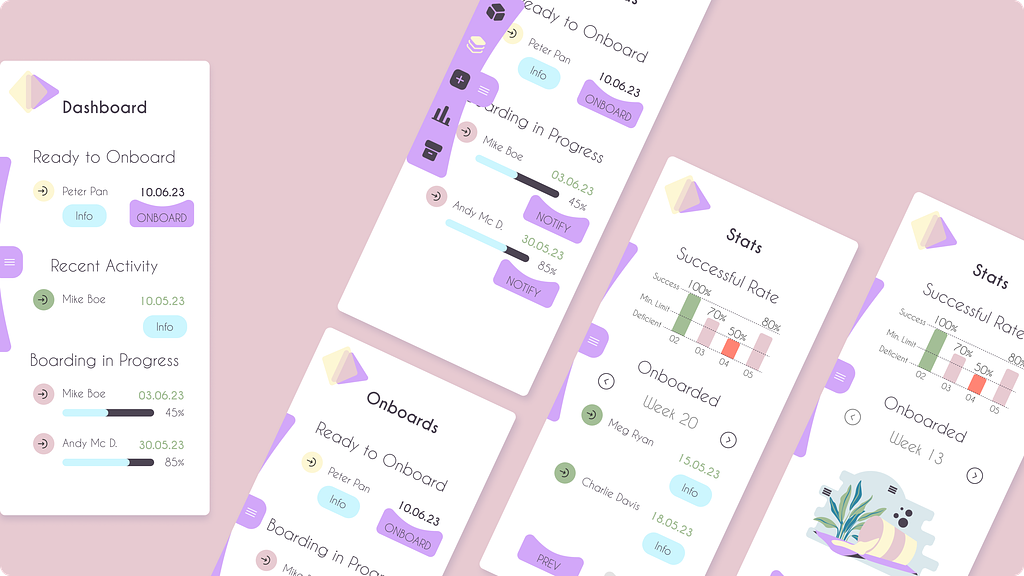 Dashboard
Ready to Onboard
Peter Pan
10.06.23
Info
ONBOARD
Recent Activity
Mike Boe
10.05.23
Info
Boarding in Progress
Mike Boe
03.06.23
45%
Andy Mc D.
30.05.23
85%
Ready to Onboard
Peter Pan
Info
10.06.23
ONBOARD
Boarding in Progress
Mike Boe
03.06.23
45%
NOTIFY
Andy Mc D.
30.05.23
85%
NOTIFY
Onboards
Ready to Onboard
Peter Pan
Info
10.06.23
ONBOARD
Boarding in Progr
Mik
Stats
Successful Rate
Success
100%
70%
50%
80%
Min. Limit
Deficient
02
03
04
05
Onboarded
Week 20
Meg Ryan
15.05.23
Info
Charlie Davis
18.05.23
Info
PREV
Stats
Successful Rate
Success
100%
70%
50%
80%
Min. Limit
Deficient
02
03
04
05
Onboarded
Week 13